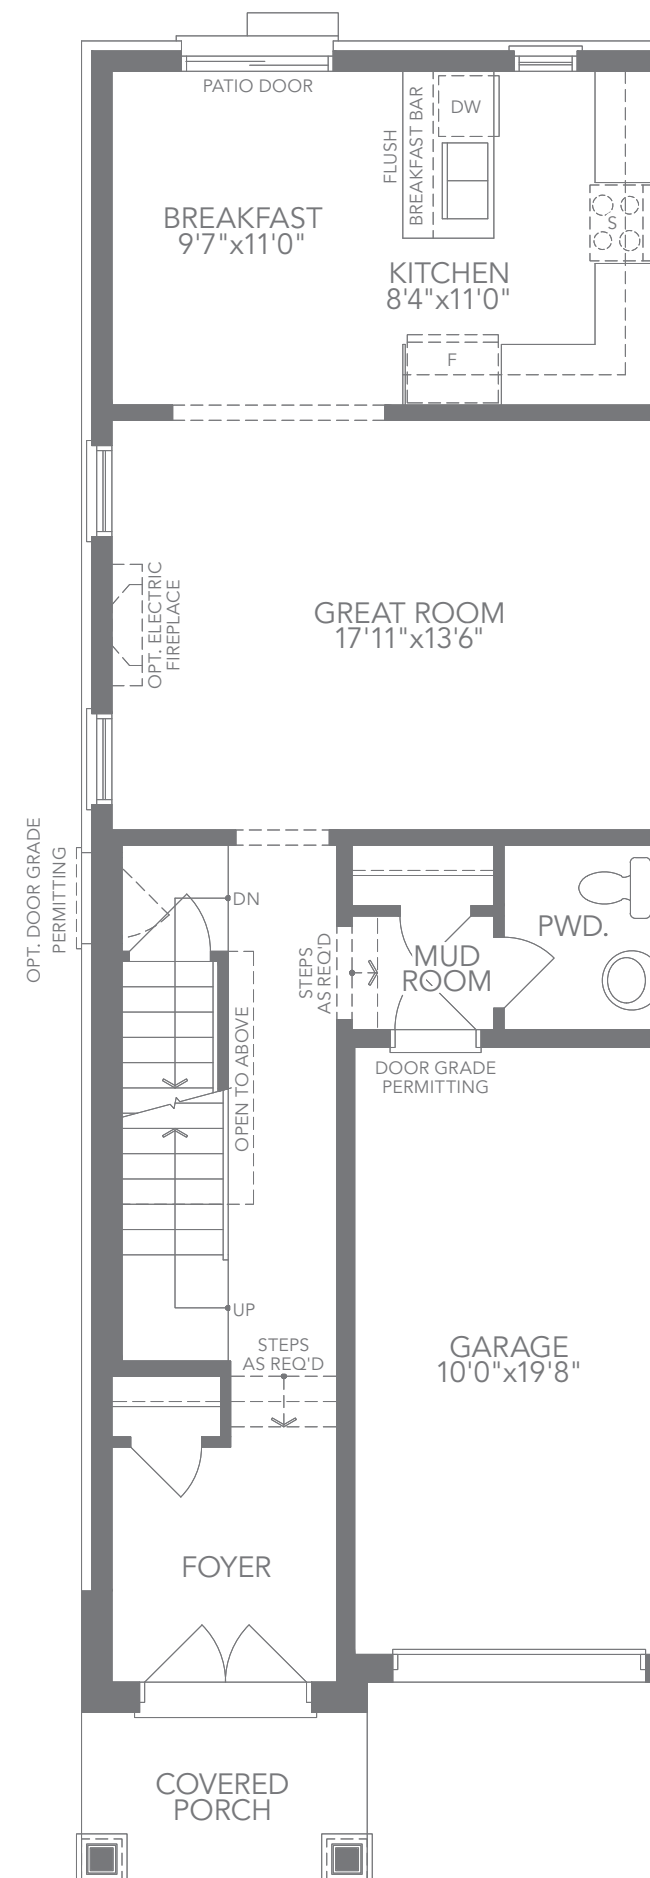 PATIO DOOR
FLUSH
BREAKFAST BAR
DW
BREAKFAST
9'7"x11'0"
S
KITCHEN
8'4"x11'0"
F
OPT. ELECTRIC
FIREPLACE
GREAT ROOM
17'11"x13'6"
OPT. DOOR GRADE
PERMITTING
DN
STEPS
AS REQ'D
MUD
ROOM
PWD.
OPEN TO ABOVE
DOOR GRADE
PERMITTING
UP
STEPS
AS REQ'D
GARAGE
10'0"x19'8"
FOYER
COVERED
PORCH